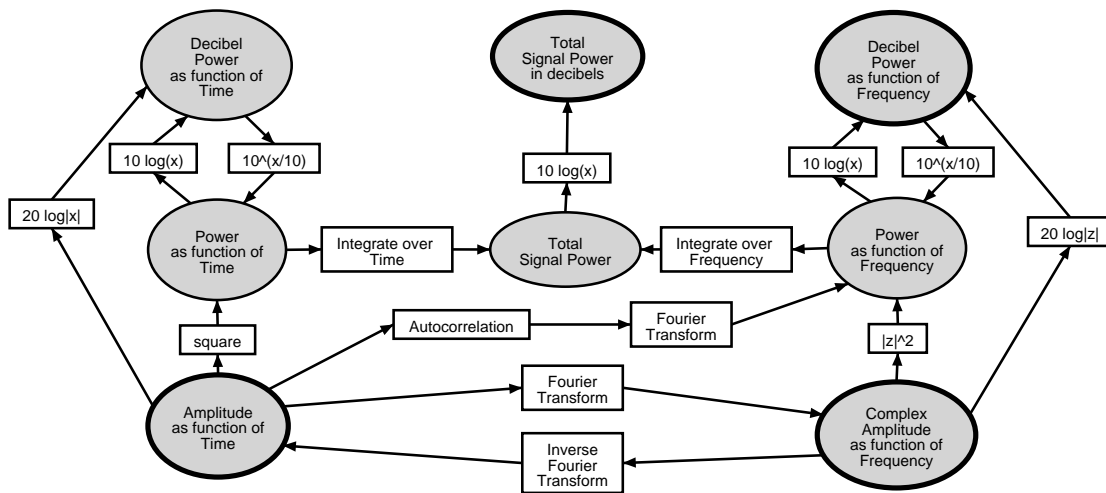 Decibel
Power
as function of
Time
Total
Signal Power
in decibels
Decibel
Power
as function of
Frequency
10 log(x)
10^(x/10)
10 log(x)
10 log(x)
10^(x/10)
20 log|x|
20 log|z|
Power
as function of
Time
Integrate over
Time
Total
Signal Power
Integrate over
Frequency
Power
as function of
Frequency
square
Autocorrelation
Fourier
Transform
|z|^2
Amplitude
as function of
Time
Fourier
Transform
Inverse
Fourier
Transform
Complex
Amplitude
as function of
Frequency